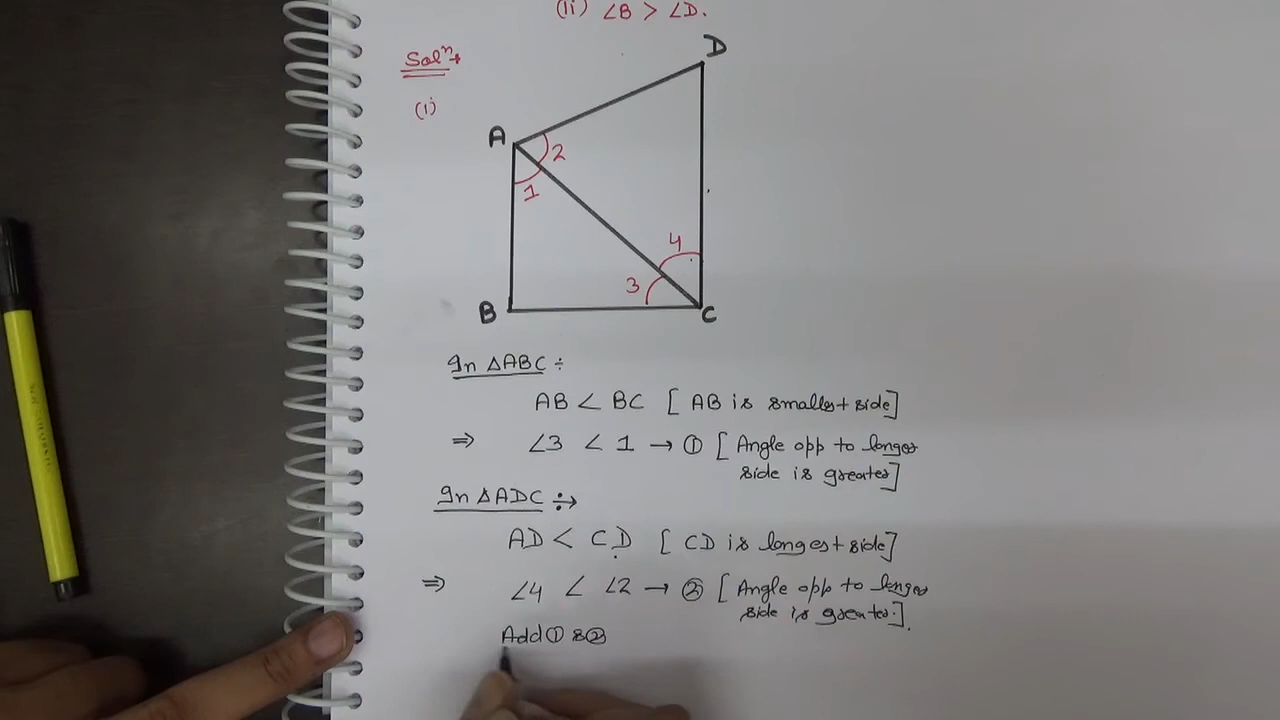 (ii) ∠B > ∠D.
Solⁿ→
(i)
D
A
2
1
4
3
B
C
In △ABC ÷
AB < BC [AB is smallest side]
⇒ ∠3 < 1 → ① [Angle opp to longer
side is greater]
In △ADC ÷→
AD < CD [CD is longest side]
⇒ ∠4 < ∠2 → ② [Angle opp to longer
side is greater.].
Add ① & ②